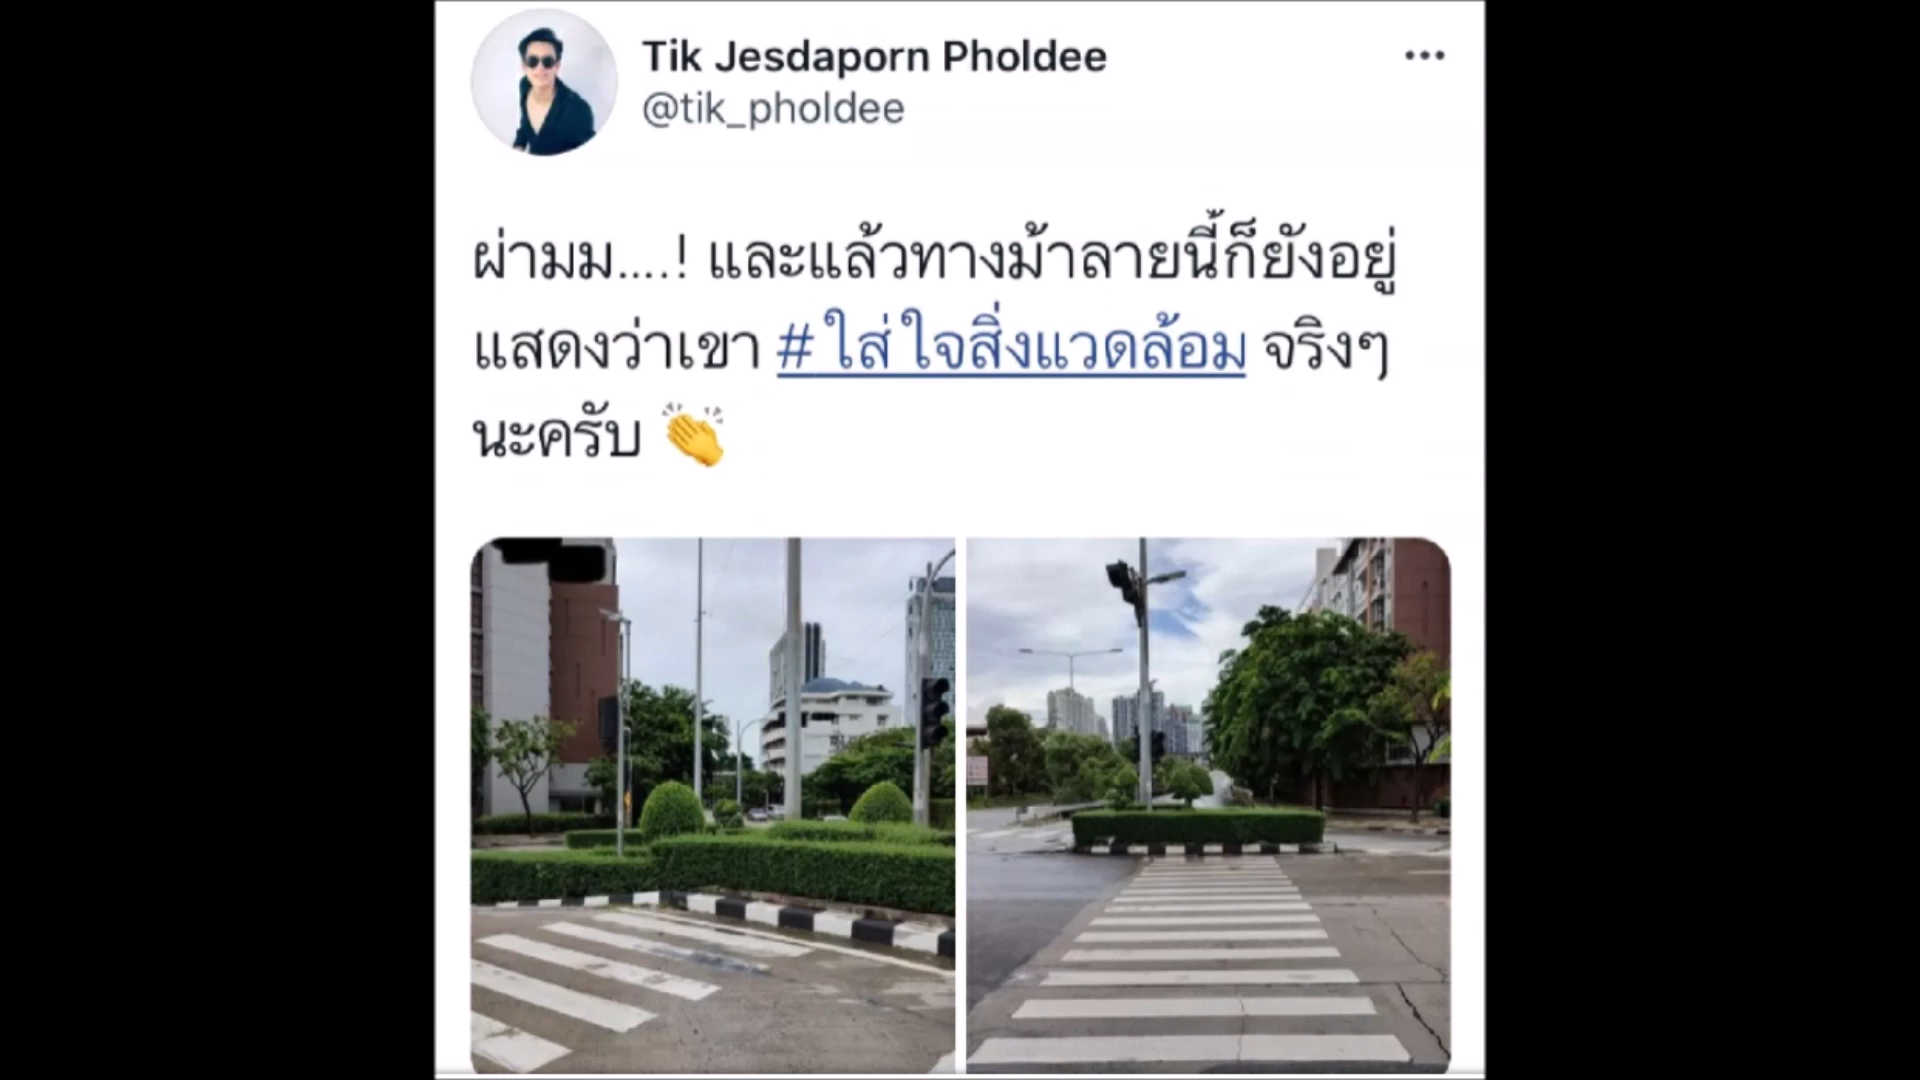 Tik Jesdaporn Pholdee
@tik_pholdee
ผ่ามม....! และแล้วทางม้าลายนี้ก็ยังอยู่
แสดงว่าเขา #ใส่ใจสิ่งแวดล้อม จริงๆ
นะครับ 👏